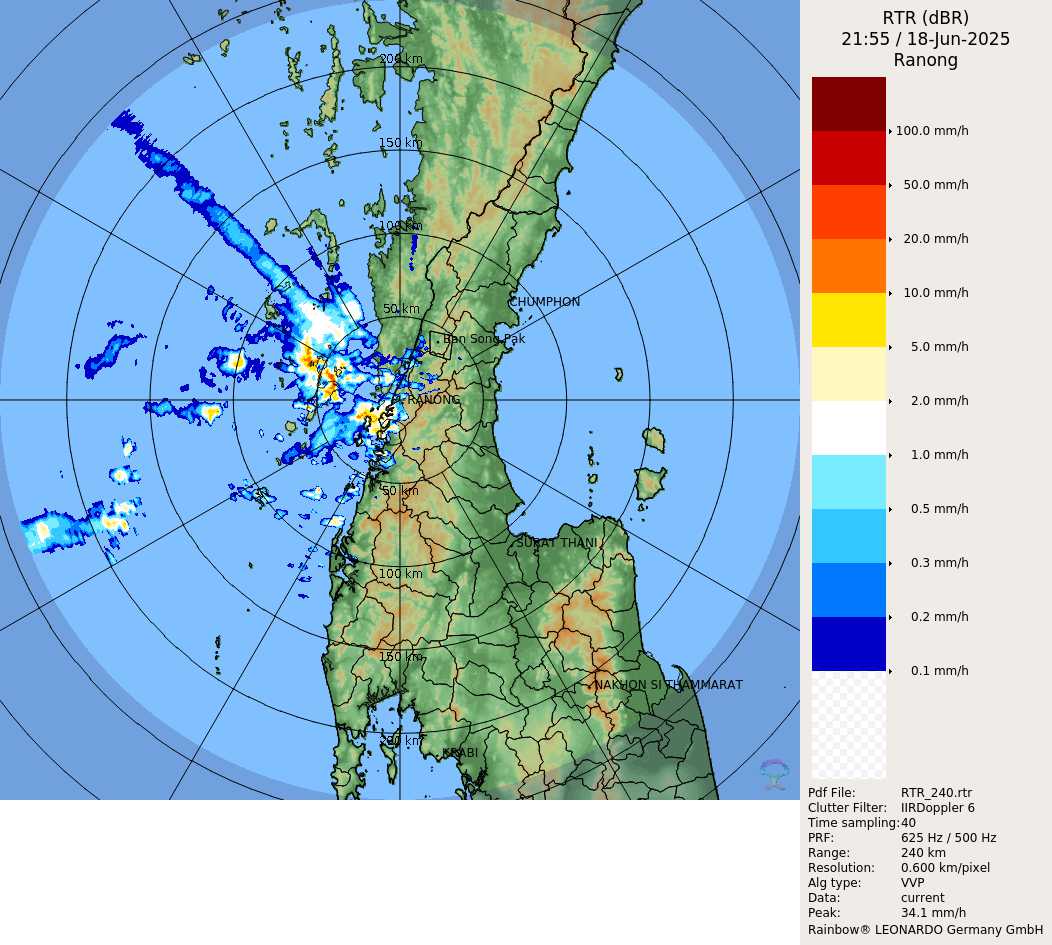 RTR (dBR)
21:55 / 18-Jun-2025
Ranong
200 km
150 km
100 km
50 km
CHUMPHON
Ban Song Pak
RANONG
50 km
SURAT THANI
100 km
150 km
NAKHON SI THAMMARAT
200 km
KRABI
100.0 mm/h
50.0 mm/h
20.0 mm/h
10.0 mm/h
5.0 mm/h
2.0 mm/h
1.0 mm/h
0.5 mm/h
0.3 mm/h
0.2 mm/h
0.1 mm/h
Pdf File: RTR_240.rtr
Clutter Filter: IIRDoppler 6
Time sampling:40
PRF: 625 Hz / 500 Hz
Range: 240 km
Resolution: 0.600 km/pixel
Alg type: VVP
Data: current
Peak: 34.1 mm/h
Rainbow® LEONARDO Germany GmbH